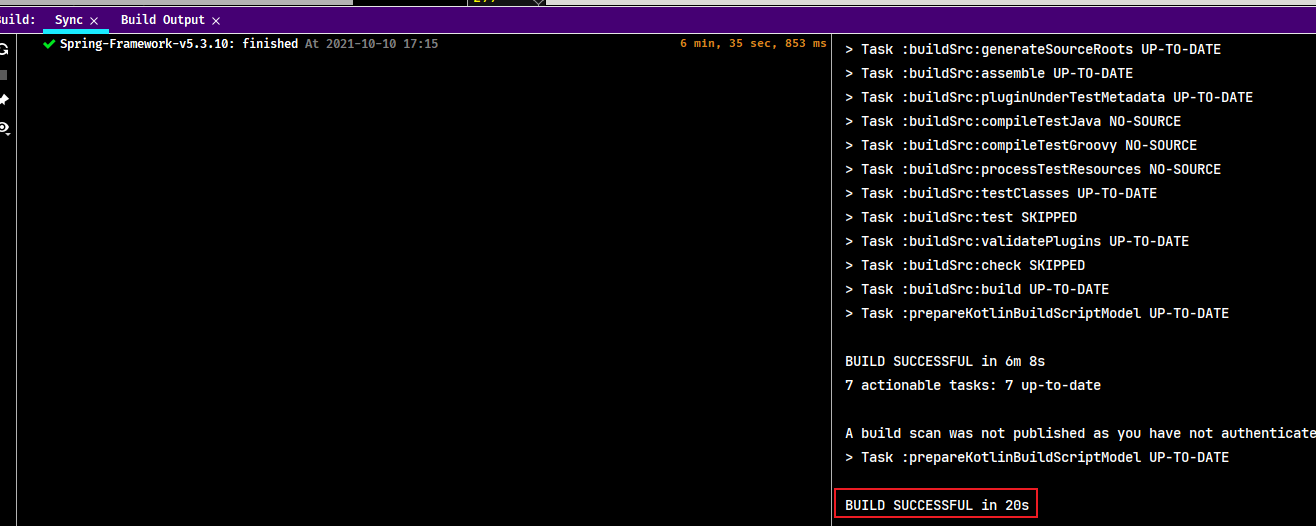 Build: Sync × Build Output ×
Spring-Framework-v5.3.10: finished At 2021-10-10 17:15 6 min, 35 sec, 853 ms
> Task :buildSrc:generateSourceRoots UP-TO-DATE
> Task :buildSrc:assemble UP-TO-DATE
> Task :buildSrc:pluginUnderTestMetadata UP-TO-DATE
> Task :buildSrc:compileTestJava NO-SOURCE
> Task :buildSrc:compileTestGroovy NO-SOURCE
> Task :buildSrc:processTestResources NO-SOURCE
> Task :buildSrc:testClasses UP-TO-DATE
> Task :buildSrc:test SKIPPED
> Task :buildSrc:validatePlugins UP-TO-DATE
> Task :buildSrc:check SKIPPED
> Task :buildSrc:build UP-TO-DATE
> Task :prepareKotlinBuildScriptModel UP-TO-DATE
BUILD SUCCESSFUL in 6m 8s
7 actionable tasks: 7 up-to-date
A build scan was not published as you have not authenticate
> Task :prepareKotlinBuildScriptModel UP-TO-DATE
BUILD SUCCESSFUL in 20s